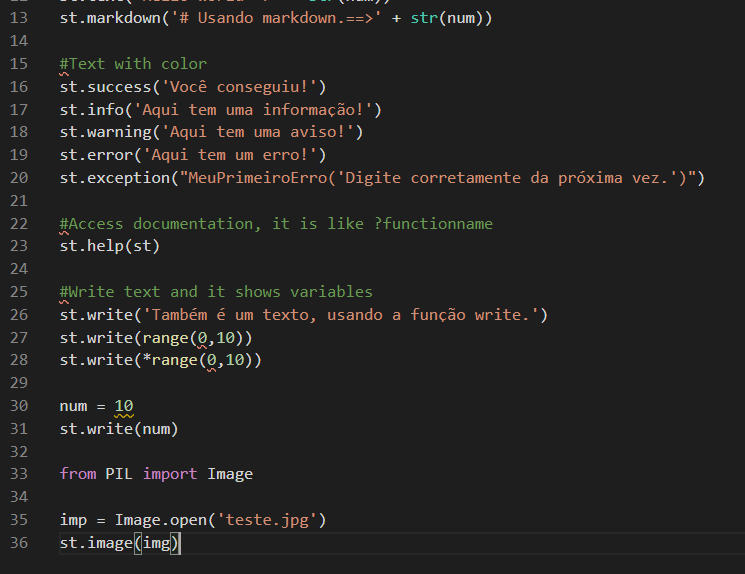 13 st.markdown('# Usando markdown.==>' + str(num))
14
15 #Text with color
16 st.success('Você conseguiu!')
17 st.info('Aqui tem uma informação!')
18 st.warning('Aqui tem uma aviso!')
19 st.error('Aqui tem um erro!')
20 st.exception("MeuPrimeiroErro('Digite corretamente da próxima vez.')")
21
22 #Access documentation, it is like ?functionname
23 st.help(st)
24
25 #Write text and it shows variables
26 st.write('Também é um texto, usando a função write.')
27 st.write(range(0,10))
28 st.write(*range(0,10))
29
30 num = 10
31 st.write(num)
32
33 from PIL import Image
34
35 imp = Image.open('teste.jpg')
36 st.image(img)